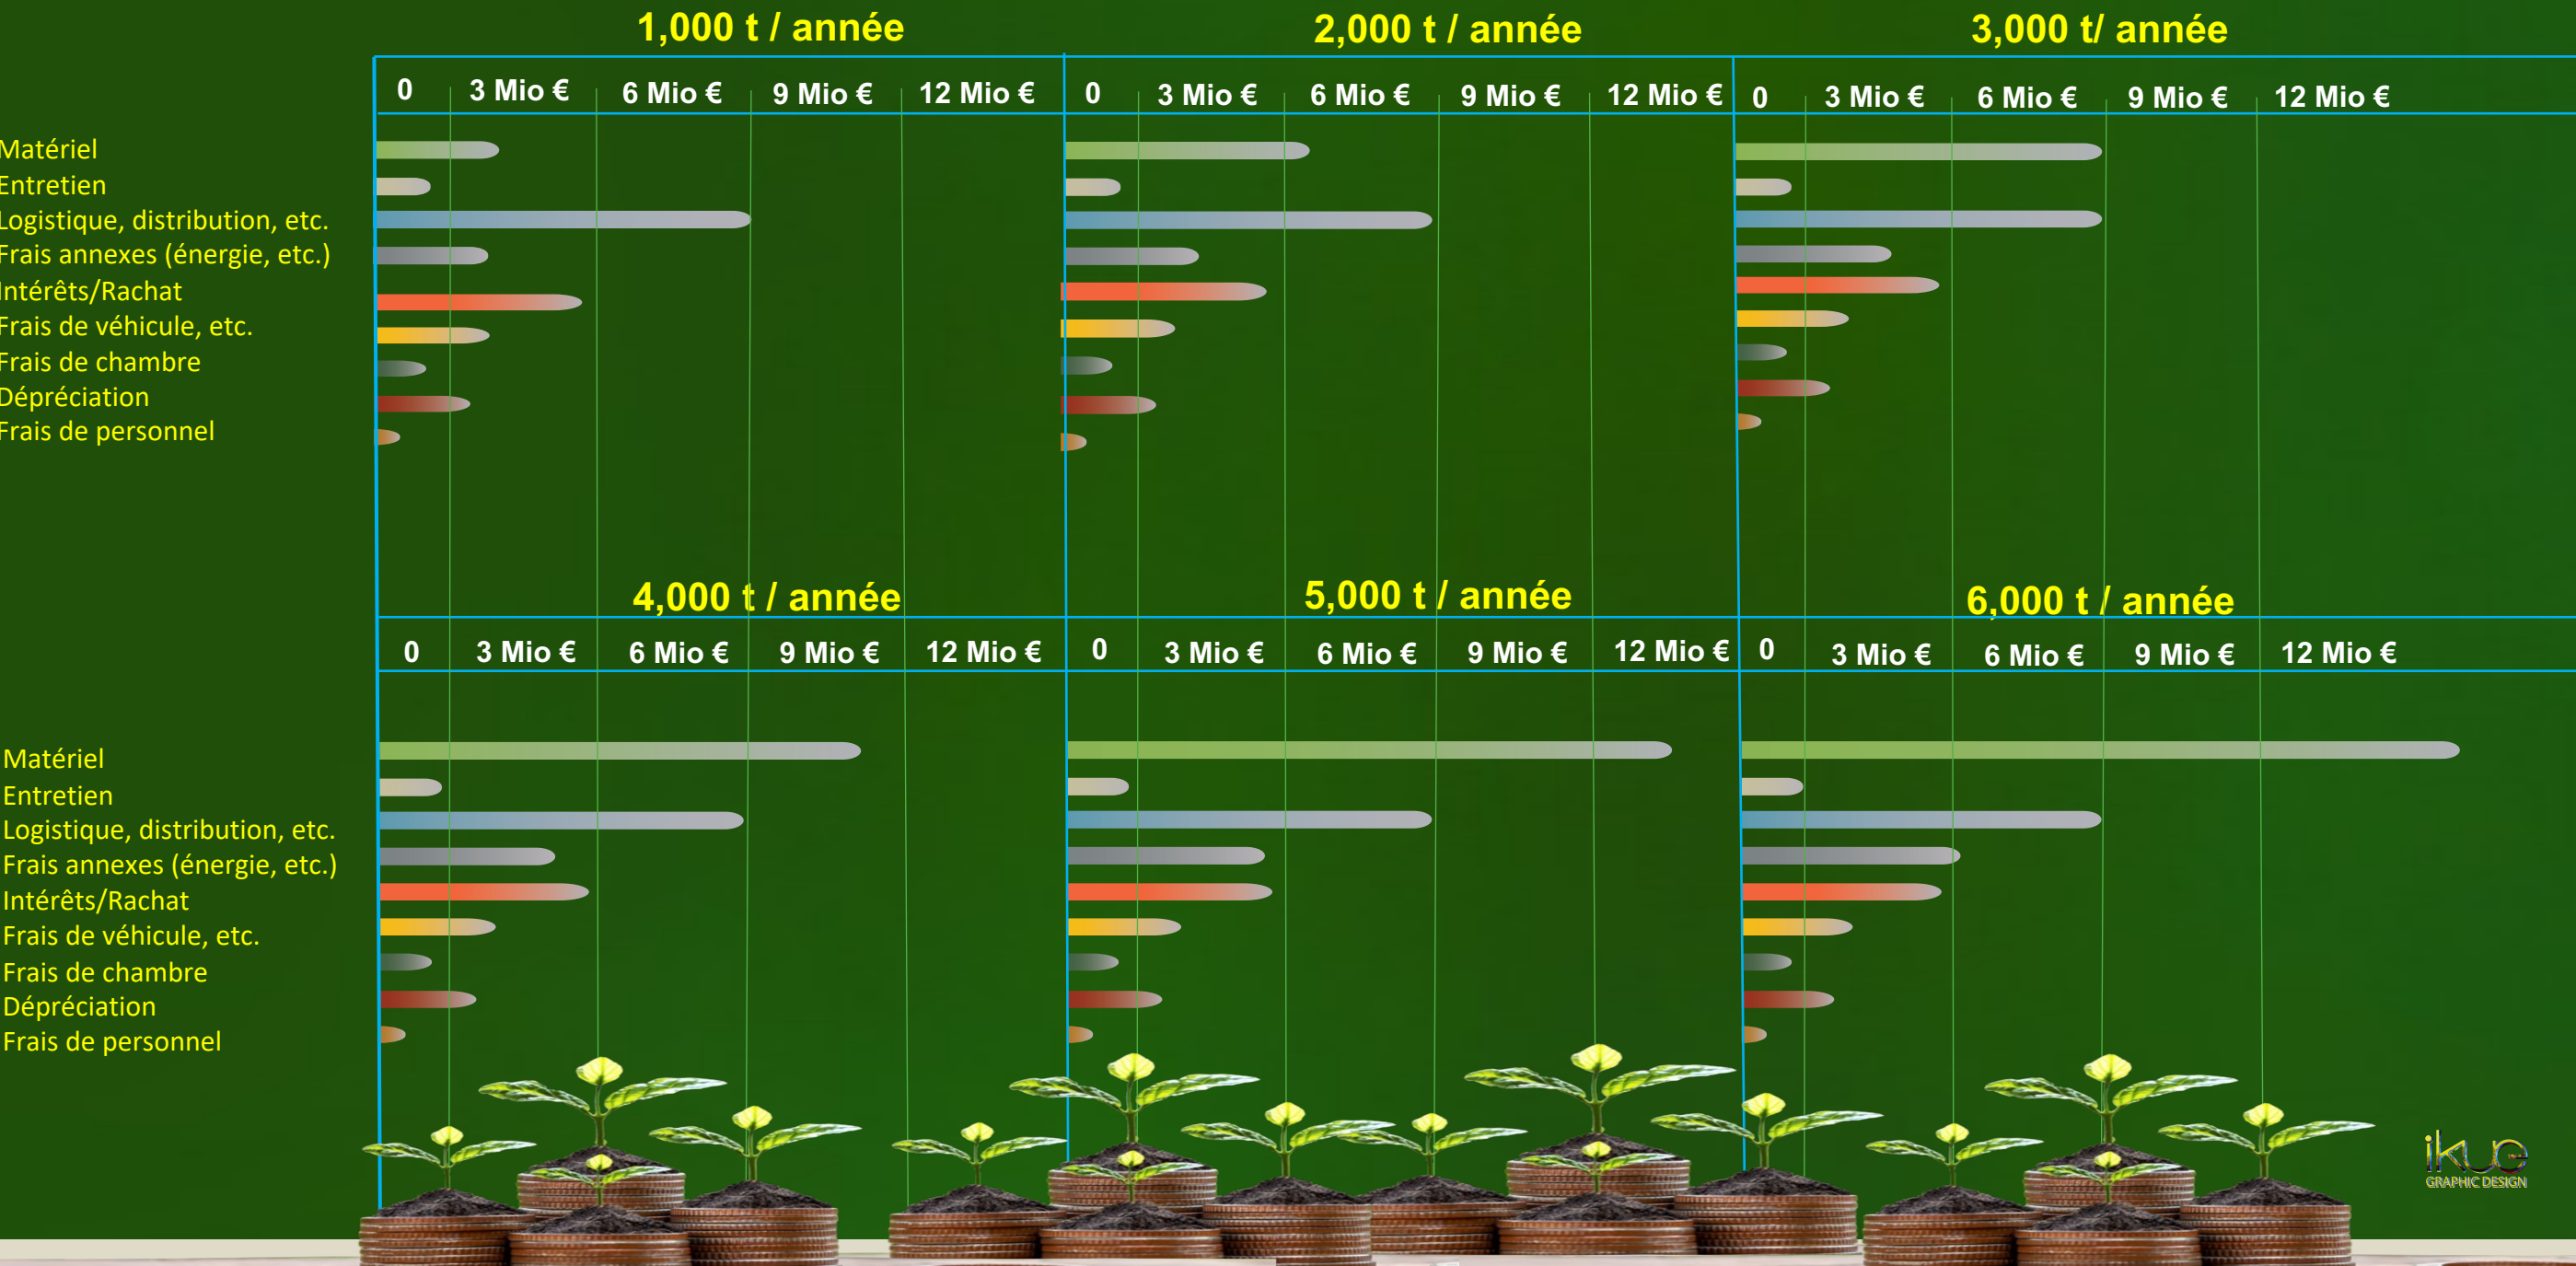 1,000 t / année
2,000 t / année
3,000 t/ année
0 3 Mio € 6 Mio € 9 Mio € 12 Mio €
0 3 Mio € 6 Mio € 9 Mio € 12 Mio €
0 3 Mio € 6 Mio € 9 Mio € 12 Mio €
Matériel
Entretien
Logistique, distribution, etc.
Frais annexes (énergie, etc.)
Intérêts/Rachat
Frais de véhicule, etc.
Frais de chambre
Dépréciation
Frais de personnel
4,000 t / année
5,000 t / année
6,000 t / année
0 3 Mio € 6 Mio € 9 Mio € 12 Mio €
0 3 Mio € 6 Mio € 9 Mio € 12 Mio €
0 3 Mio € 6 Mio € 9 Mio € 12 Mio €
Matériel
Entretien
Logistique, distribution, etc.
Frais annexes (énergie, etc.)
Intérêts/Rachat
Frais de véhicule, etc.
Frais de chambre
Dépréciation
Frais de personnel
GRAPHIC DESIGN